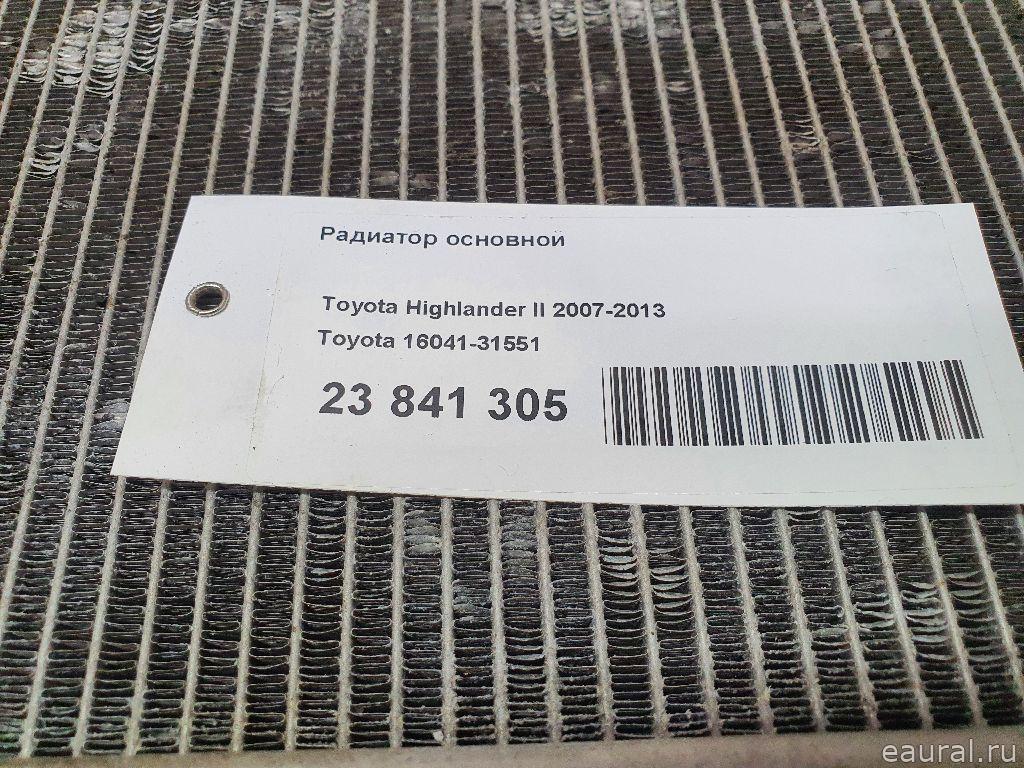 Радиатор основной
Toyota Highlander II 2007-2013
Toyota 16041-31551
23 841 305
eaural.ru